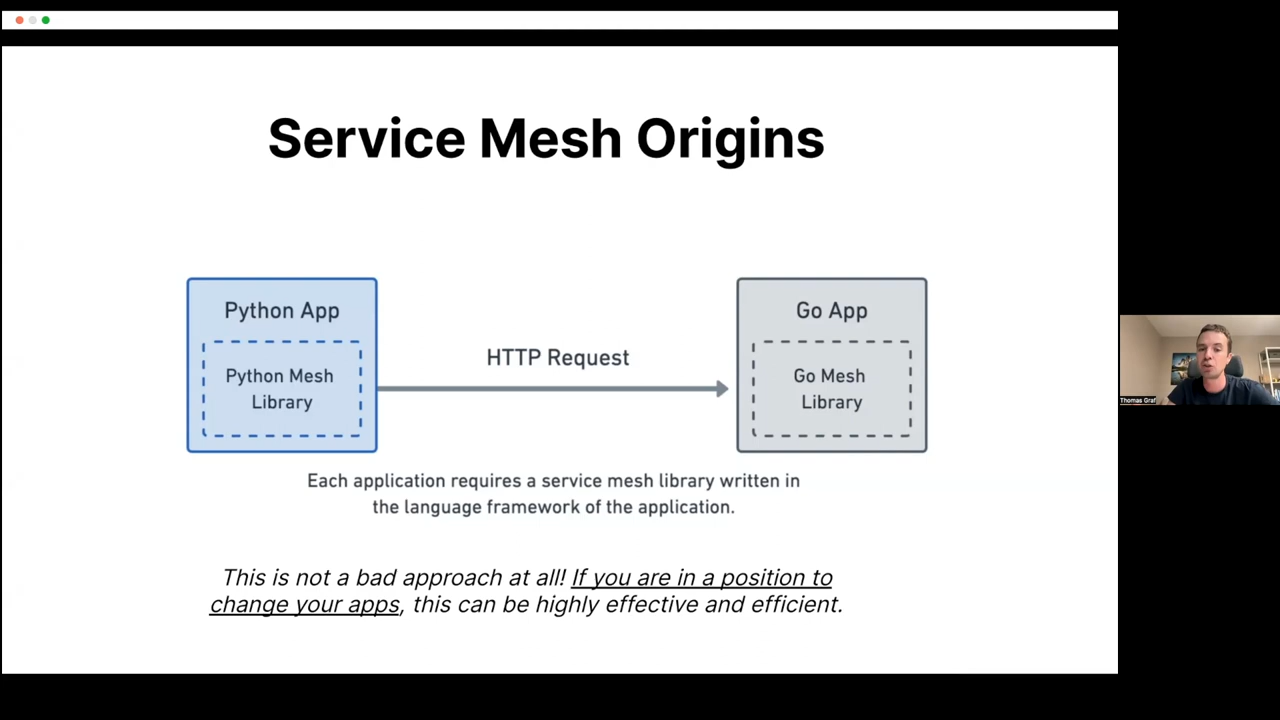 Service Mesh Origins
Python App
Python Mesh
Library
HTTP Request
Go App
Go Mesh
Library
Each application requires a service mesh library written in
the language framework of the application.
This is not a bad approach at all! If you are in a position to
change your apps, this can be highly effective and efficient.
Thomas Graf